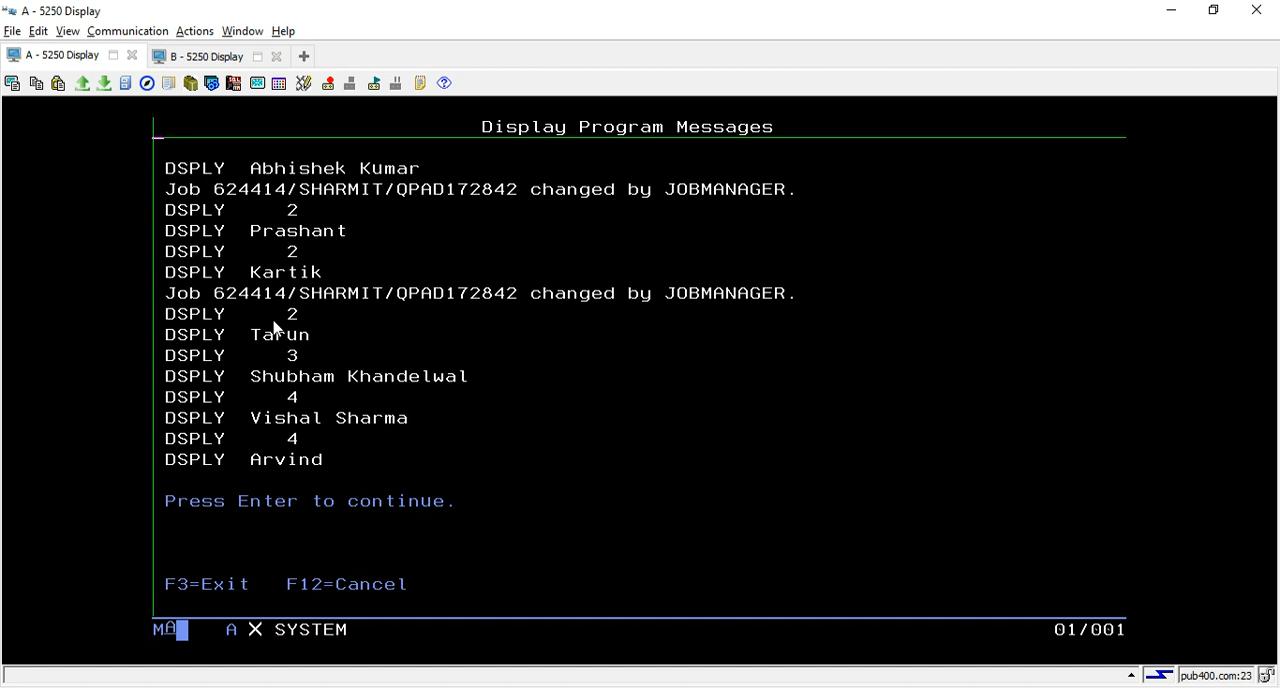 A - 5250 Display
File Edit View Communication Actions Window Help
A - 5250 Display B - 5250 Display
Display Program Messages
DSPLY Abhishek Kumar
Job 624414/SHARMIT/QPAD172842 changed by JOBMANAGER.
DSPLY 2
DSPLY Prashant
DSPLY 2
DSPLY Kartik
Job 624414/SHARMIT/QPAD172842 changed by JOBMANAGER.
DSPLY 2
DSPLY Tarun
DSPLY 3
DSPLY Shubham Khandelwal
DSPLY 4
DSPLY Vishal Sharma
DSPLY 4
DSPLY Arvind
Press Enter to continue.
F3=Exit F12=Cancel
MA A X SYSTEM 01/001
pub400.com:23